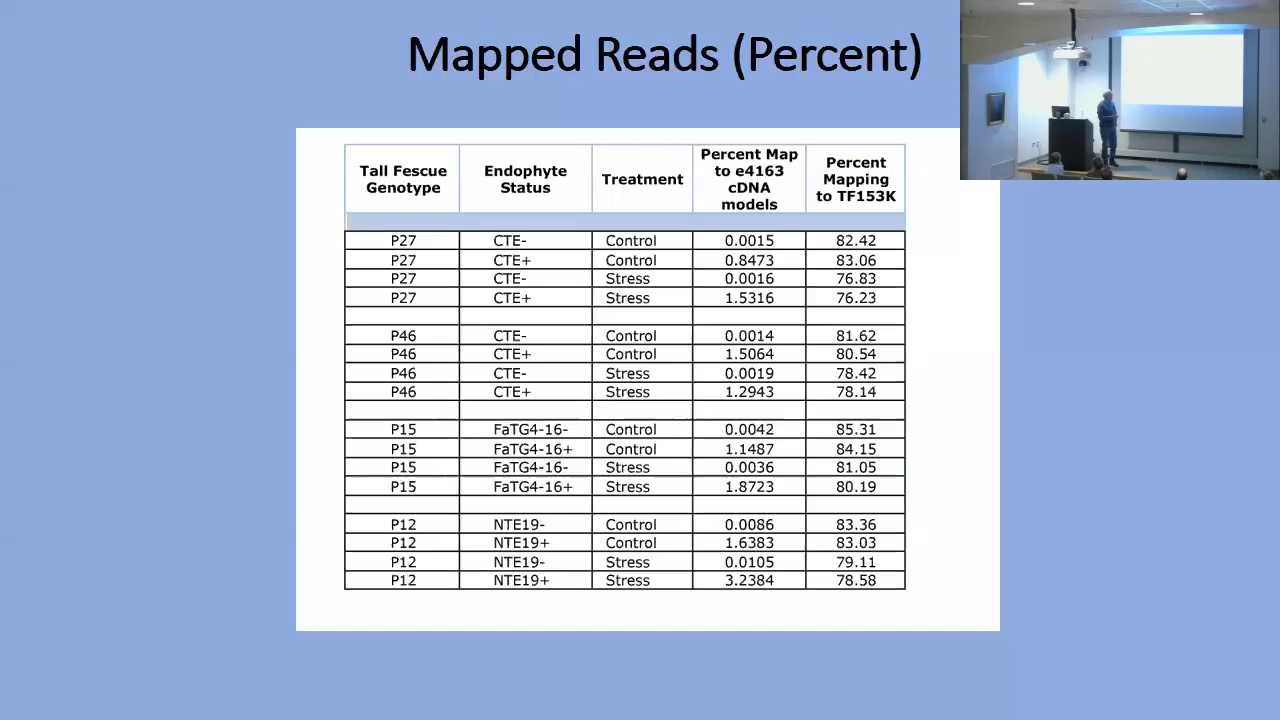 Mapped Reads (Percent)
Tall Fescue Genotype | Endophyte Status | Treatment | Percent Map to e4163 cDNA models | Percent Mapping to TF153K
P27 CTE- Control 0.0015 82.42
P27 CTE+ Control 0.8473 83.06
P27 CTE- Stress 0.0016 76.83
P27 CTE+ Stress 1.5316 76.23
P46 CTE- Control 0.0014 81.62
P46 CTE+ Control 1.5064 80.54
P46 CTE- Stress 0.0019 78.42
P46 CTE+ Stress 1.2943 78.14
P15 FaTG4-16- Control 0.0042 85.31
P15 FaTG4-16+ Control 1.1487 84.15
P15 FaTG4-16- Stress 0.0036 81.05
P15 FaTG4-16+ Stress 1.8723 80.19
P12 NTE19- Control 0.0086 83.36
P12 NTE19+ Control 1.6383 83.03
P12 NTE19- Stress 0.0105 79.11
P12 NTE19+ Stress 3.2384 78.58